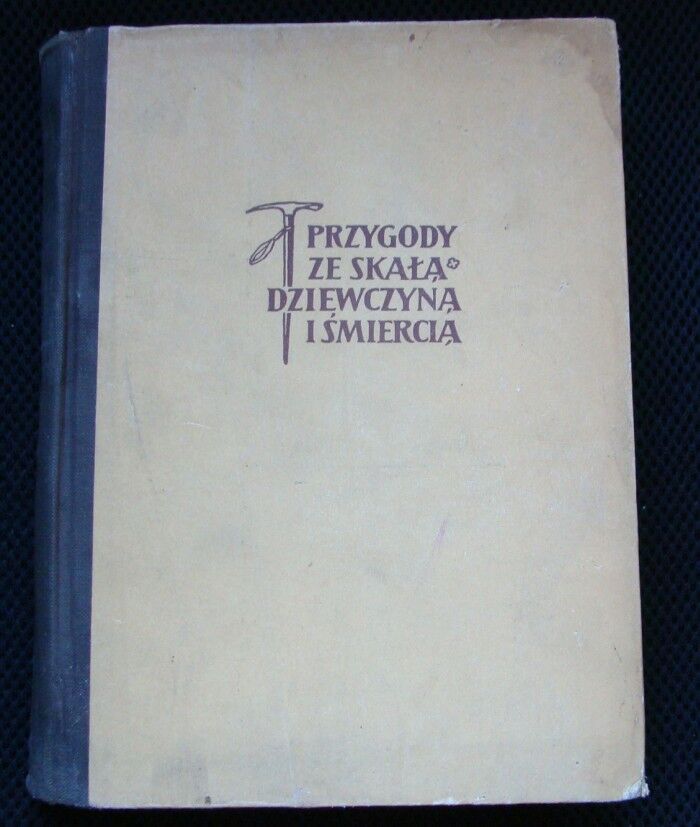 PRZYGODY
ZE SKAŁĄ
DZIEWCZYNĄ
I ŚMIERCIĄ